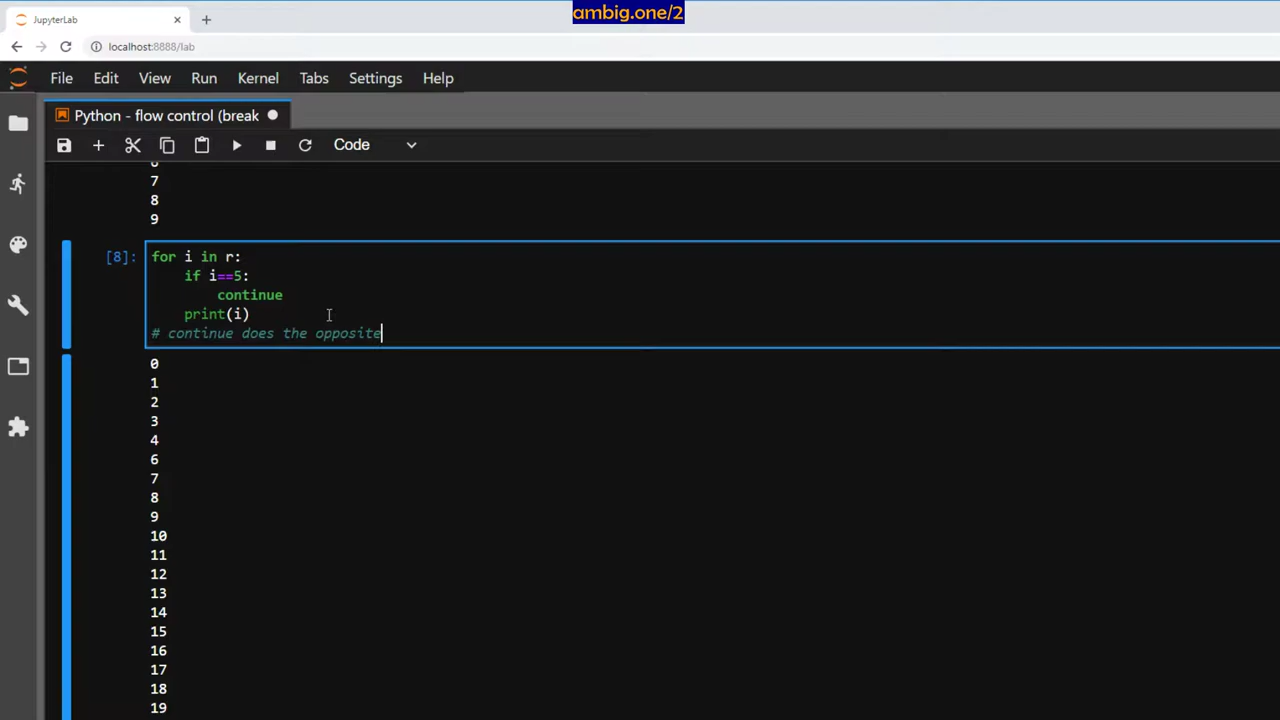 ambig.one/2
JupyterLab
localhost:8888/lab
File Edit View Run Kernel Tabs Settings Help
Python - flow control (break
Code
7
8
9
[8]: for i in r:
if i==5:
continue
print(i)
# continue does the opposite
0
1
2
3
4
6
7
8
9
10
11
12
13
14
15
16
17
18
19